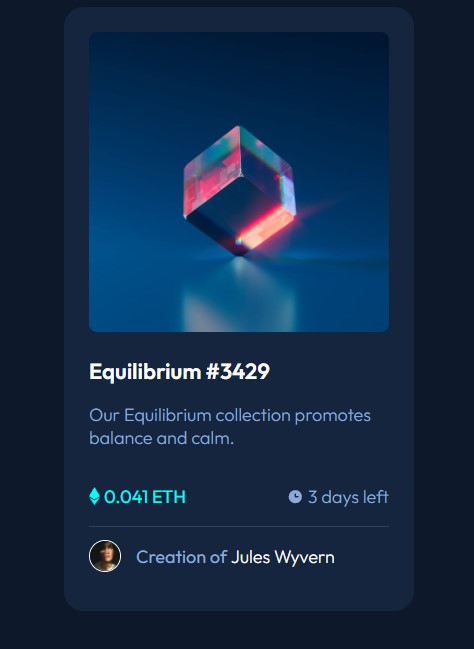 Equilibrium #3429
Our Equilibrium collection promotes
balance and calm.
0.041 ETH
3 days left
Creation of Jules Wyvern